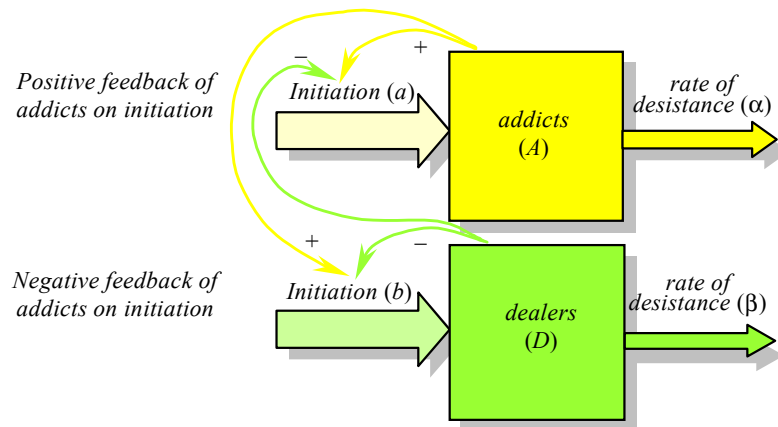 Positive feedback of
addicts on initiation
–
+
Initiation (a)
addicts
(A)
rate of
desistance (α)
Negative feedback of
addicts on initiation
+
–
Initiation (b)
dealers
(D)
rate of
desistance (β)